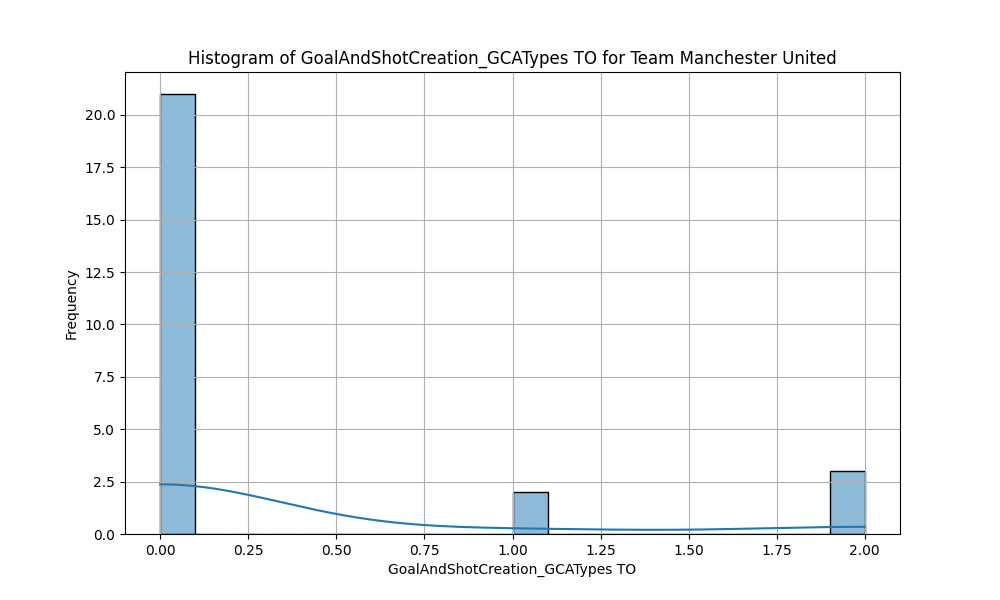 Histogram of GoalAndShotCreation_GCATypes TO for Team Manchester United
20.0
17.5
15.0
12.5
10.0
7.5
5.0
2.5
0.0
Frequency
0.00 0.25 0.50 0.75 1.00 1.25 1.50 1.75 2.00
GoalAndShotCreation_GCATypes TO